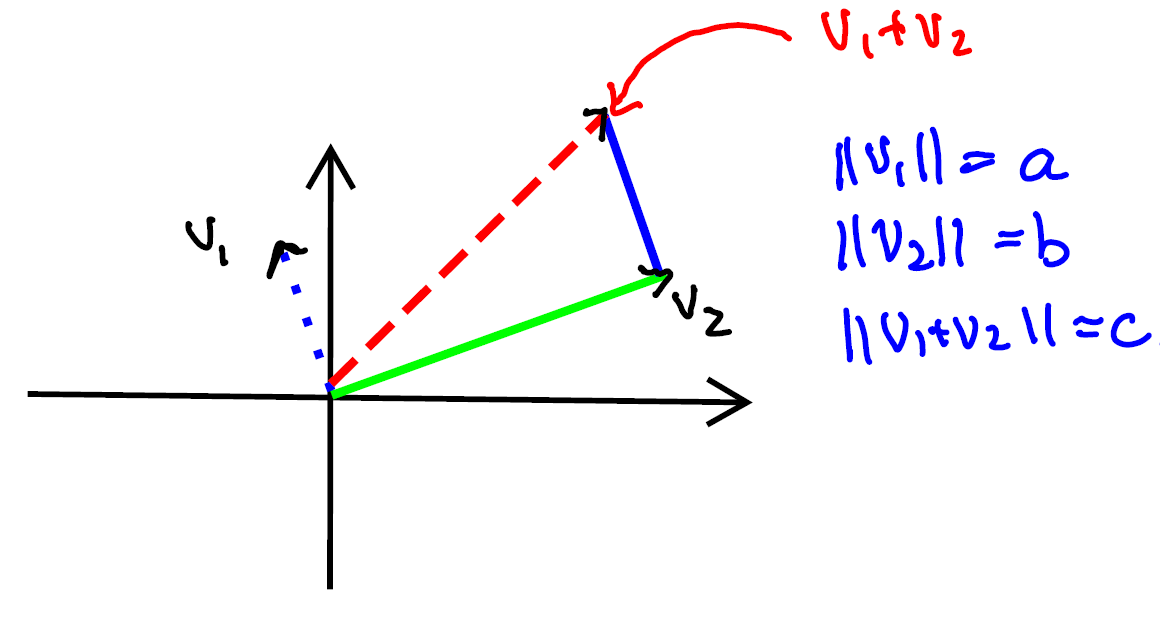 V₁+V₂
||V₁|| = a
V₁
||V₂|| = b
V₂
||V₁+V₂|| = c